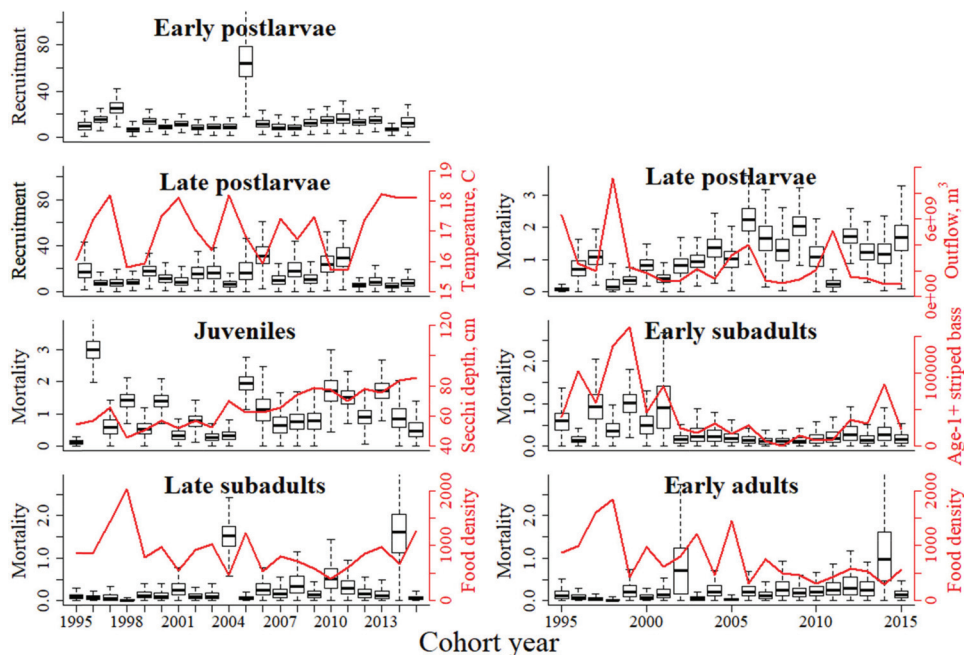 Early postlarvae
Recruitment
0 40 80
Late postlarvae
Recruitment
0 40 80
Temperature, C
15 16 17 18 19
Late postlarvae
Mortality
0 1 2 3
Outflow, m³
0e+00 6e+09
Juveniles
Mortality
0 1 2 3
Secchi depth, cm
40 60 80 120
Early subadults
Mortality
0.0 1.0 2.0
Age-1+ striped bass
0 100000
Late subadults
Mortality
0.0 1.0 2.0
Food density
0 1000 2000
Early adults
Mortality
0.0 1.0 2.0
Food density
0 500 1000 2000
1995 1998 2001 2004 2007 2010 2013
1995 2000 2005 2010 2015
Cohort year